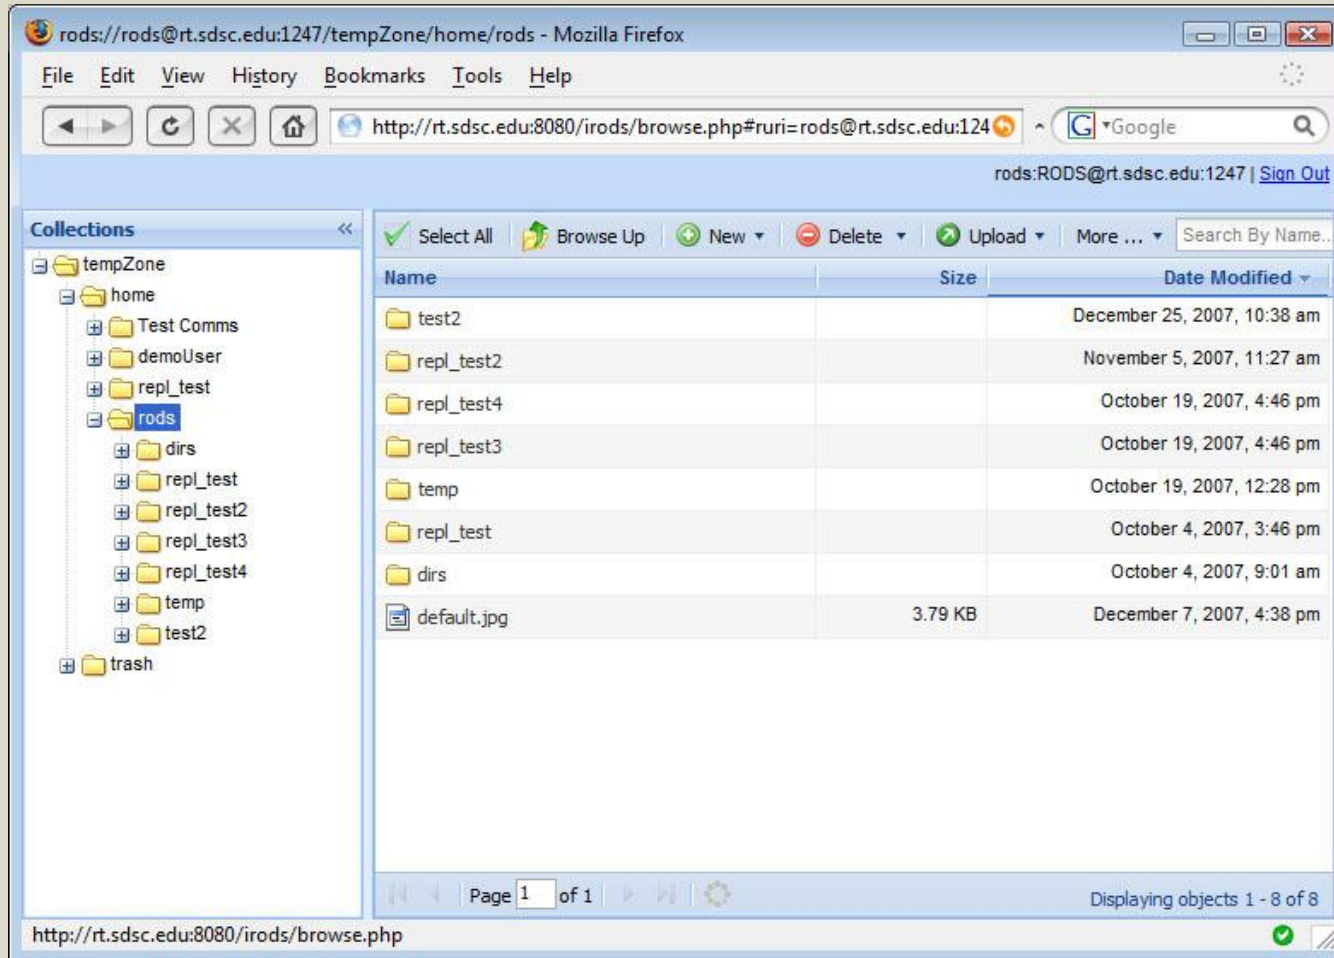 rods://rods@rt.sdsc.edu:1247/tempZone/home/rods - Mozilla Firefox
File Edit View History Bookmarks Tools Help
http://rt.sdsc.edu:8080/irods/browse.php#ruri=rods@rt.sdsc.edu:124 G Google
rods:RODS@rt.sdsc.edu:1247 | Sign Out
Collections «
tempZone
home
Test Comms
demoUser
repl_test
rods
dirs
repl_test
repl_test2
repl_test3
repl_test4
temp
test2
trash
Select All Browse Up New Delete Upload More ... Search By Name..
Name Size Date Modified
test2 December 25, 2007, 10:38 am
repl_test2 November 5, 2007, 11:27 am
repl_test4 October 19, 2007, 4:46 pm
repl_test3 October 19, 2007, 4:46 pm
temp October 19, 2007, 12:28 pm
repl_test October 4, 2007, 3:46 pm
dirs October 4, 2007, 9:01 am
default.jpg 3.79 KB December 7, 2007, 4:38 pm
Page 1 of 1 Displaying objects 1 - 8 of 8
http://rt.sdsc.edu:8080/irods/browse.php